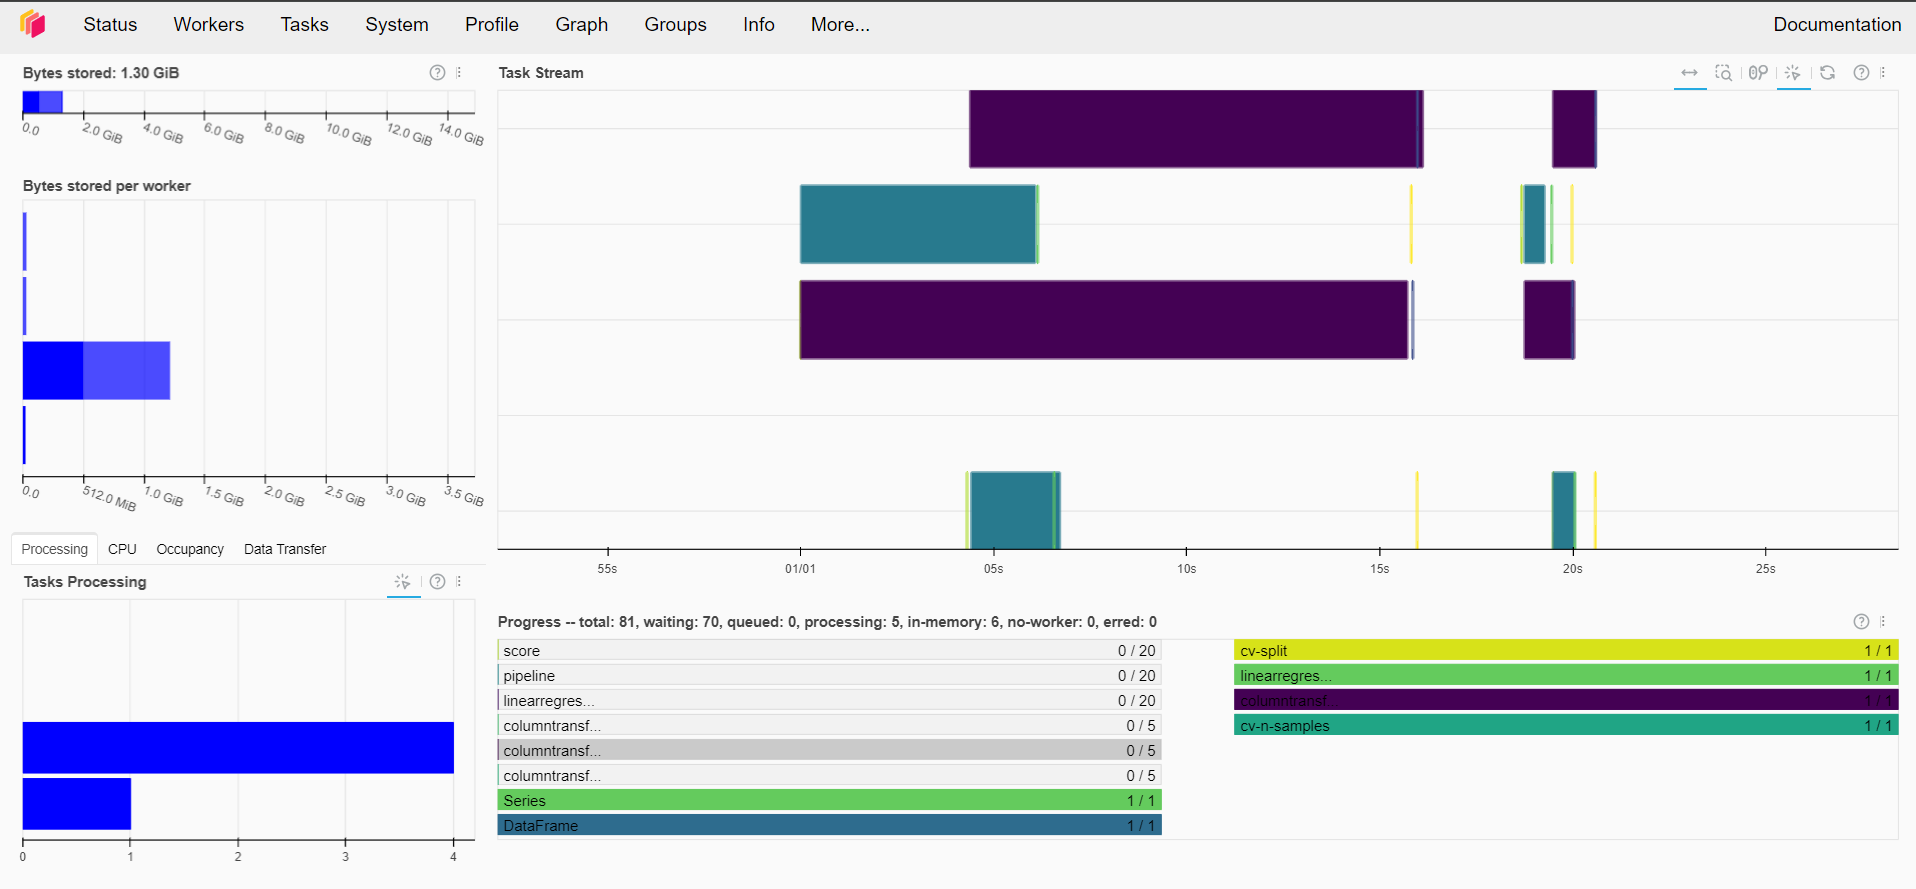 Status Workers Tasks System Profile Graph Groups Info More... Documentation
Bytes stored: 1.30 GiB
0.0 2.0 GiB 4.0 GiB 6.0 GiB 8.0 GiB 10.0 GiB 12.0 GiB 14.0 GiB
Bytes stored per worker
0.0 512.0 MiB 1.0 GiB 1.5 GiB 2.0 GiB 2.5 GiB 3.0 GiB 3.5 GiB
Processing CPU Occupancy Data Transfer
Tasks Processing
0 1 2 3 4
Task Stream
55s 01/01 05s 10s 15s 20s 25s
Progress -- total: 81, waiting: 70, queued: 0, processing: 5, in-memory: 6, no-worker: 0, erred: 0
score 0 / 20
pipeline 0 / 20
linearregres... 0 / 20
columntransf... 0 / 5
columntransf... 0 / 5
columntransf... 0 / 5
Series 1 / 1
DataFrame 1 / 1
cv-split 1 / 1
linearregres... 1 / 1
columntransf... 1 / 1
cv-n-samples 1 / 1